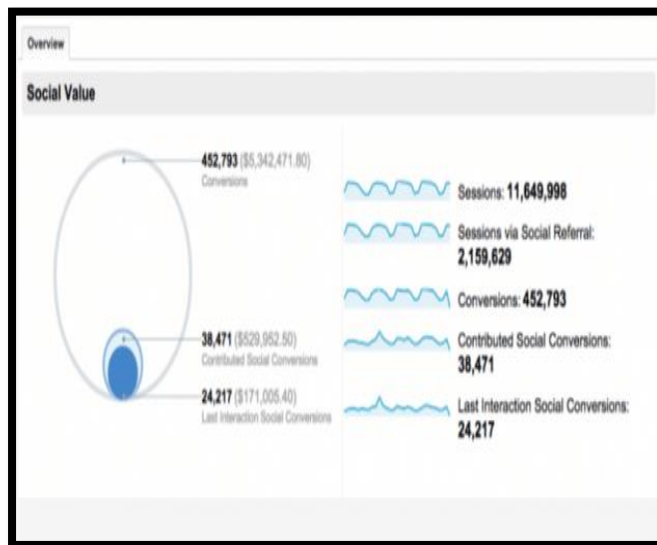 Overview
Social Value
452,793 ($5,342,471.80)
Conversions
38,471 ($529,952.50)
Contributed Social Conversions
24,217 ($171,005.40)
Last Interaction Social Conversions
Sessions: 11,649,998
Sessions via Social Referral:
2,159,629
Conversions: 452,793
Contributed Social Conversions:
38,471
Last Interaction Social Conversions:
24,217